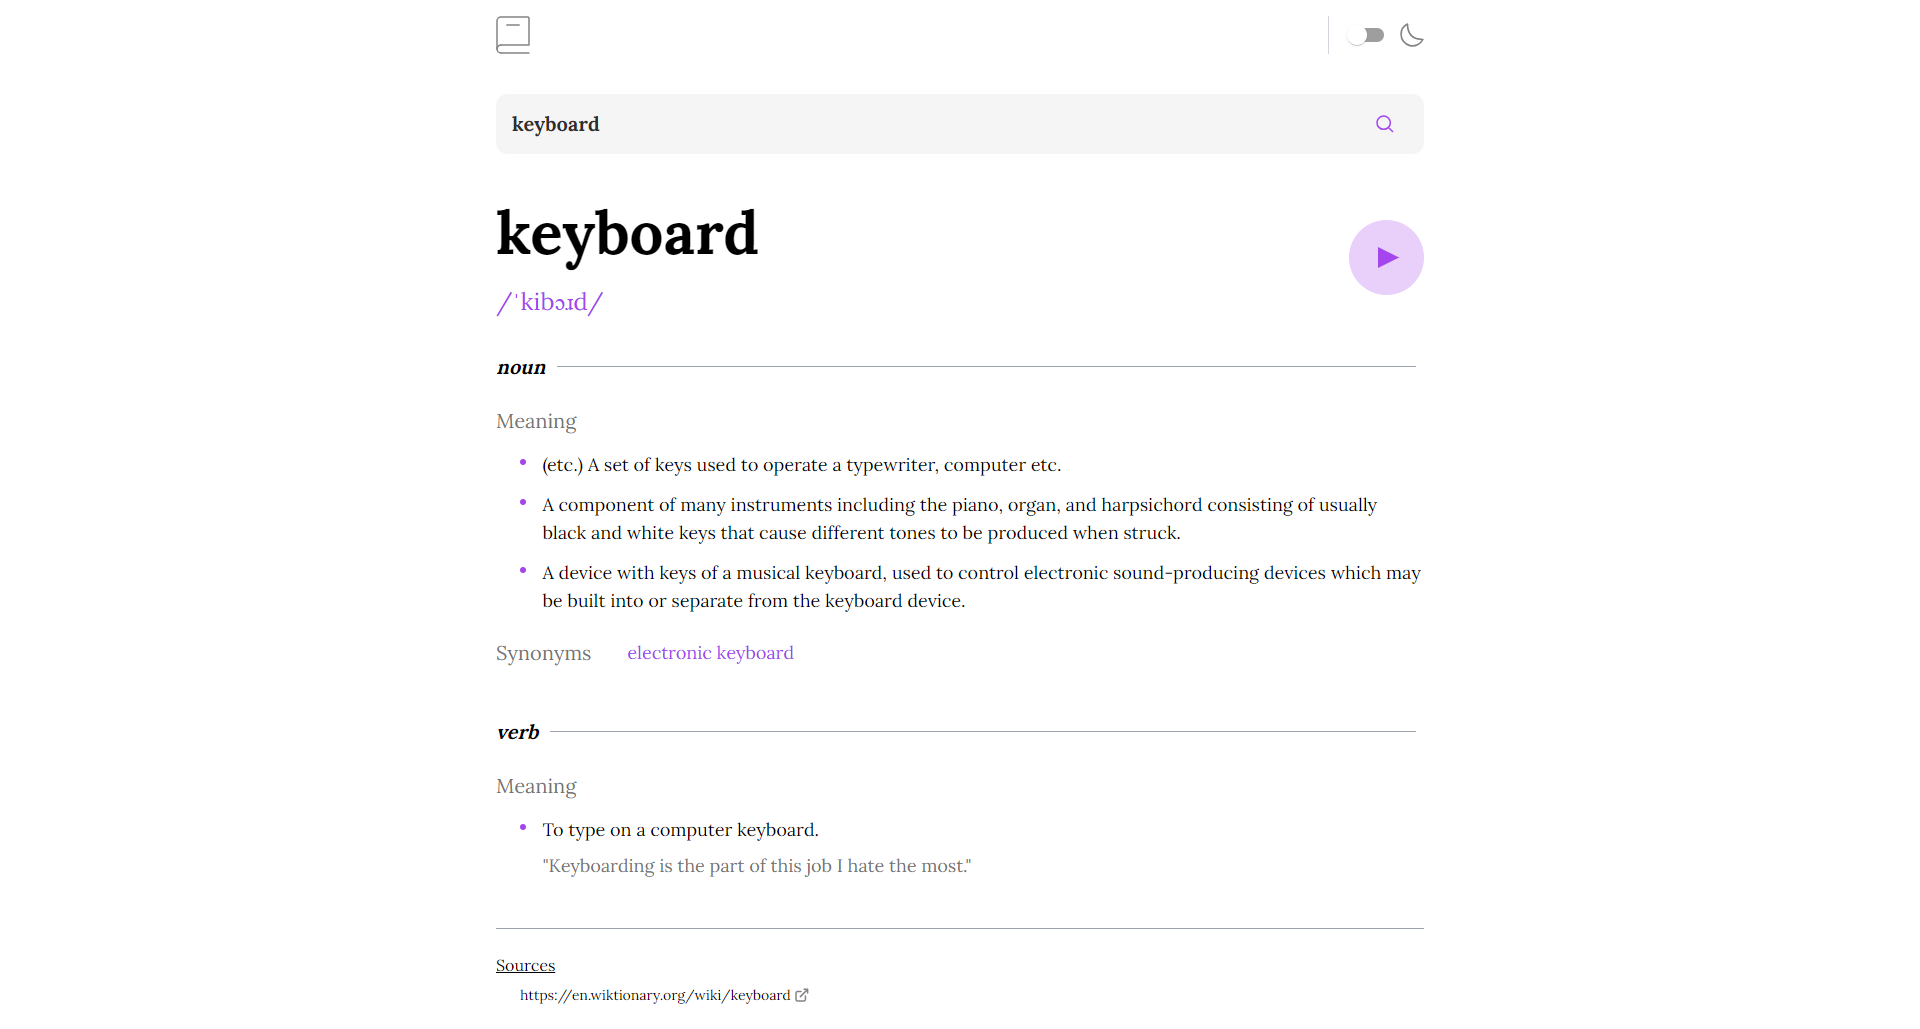 keyboard
keyboard
/ˈkibɔɹd/
noun
Meaning
(etc.) A set of keys used to operate a typewriter, computer etc.
A component of many instruments including the piano, organ, and harpsichord consisting of usually
black and white keys that cause different tones to be produced when struck.
A device with keys of a musical keyboard, used to control electronic sound-producing devices which may
be built into or separate from the keyboard device.
Synonyms electronic keyboard
verb
Meaning
To type on a computer keyboard.
"Keyboarding is the part of this job I hate the most."
Sources
https://en.wiktionary.org/wiki/keyboard